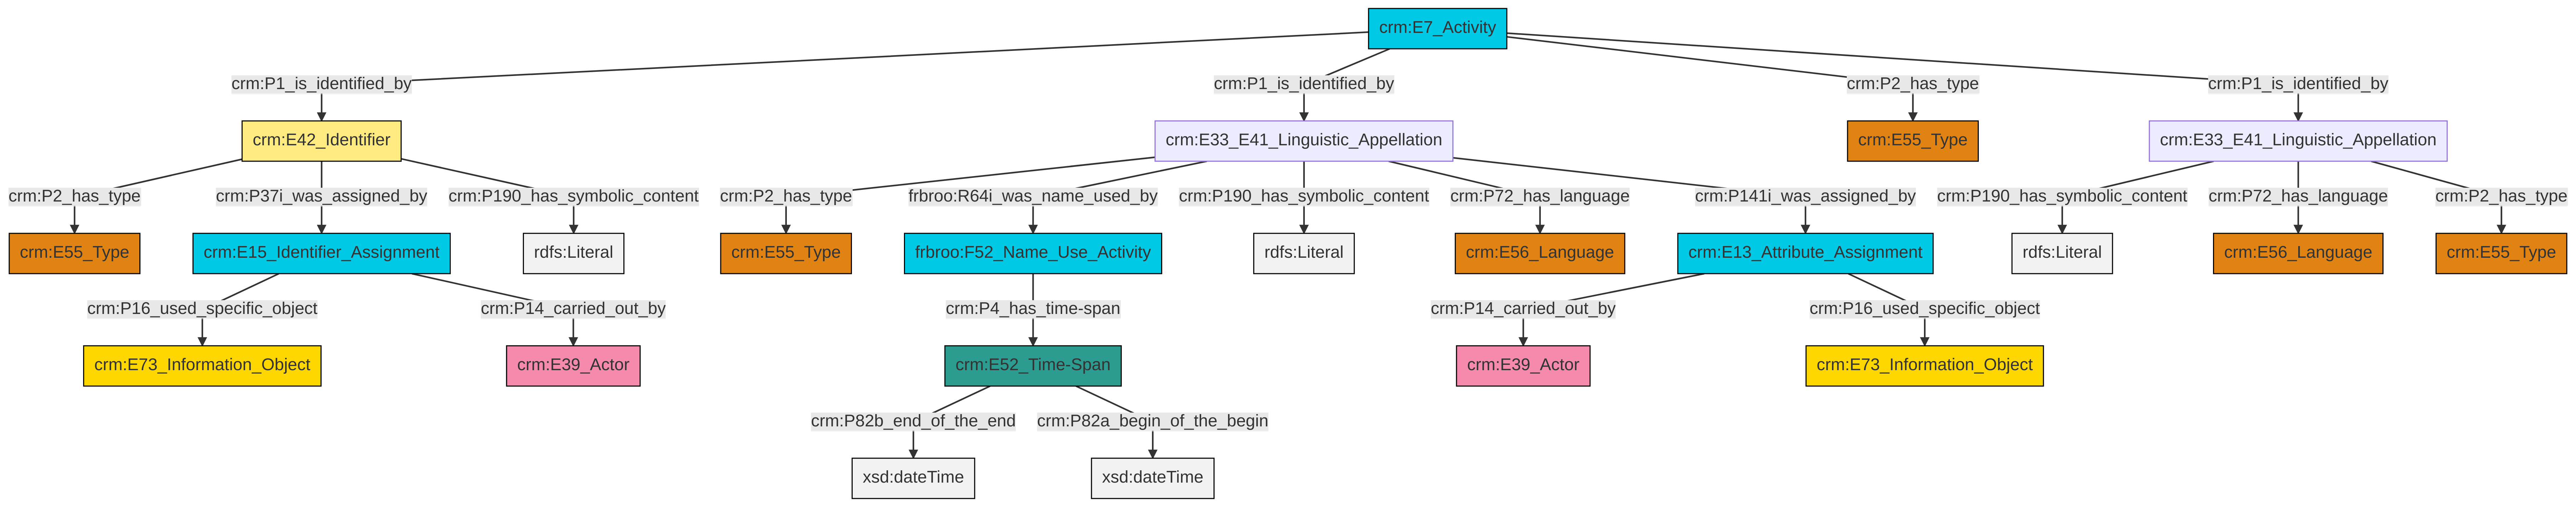 crm:E7_Activity
crm:P1_is_identified_by
crm:P1_is_identified_by
crm:P2_has_type
crm:P1_is_identified_by
crm:E42_Identifier
crm:E33_E41_Linguistic_Appellation
crm:E55_Type
crm:E33_E41_Linguistic_Appellation
crm:P2_has_type
crm:P37i_was_assigned_by
crm:P190_has_symbolic_content
crm:P2_has_type
frbroo:R64i_was_name_used_by
crm:P190_has_symbolic_content
crm:P72_has_language
crm:P141i_was_assigned_by
crm:P190_has_symbolic_content
crm:P72_has_language
crm:P2_has_type
crm:E55_Type
crm:E15_Identifier_Assignment
rdfs:Literal
crm:E55_Type
frbroo:F52_Name_Use_Activity
rdfs:Literal
crm:E56_Language
crm:E13_Attribute_Assignment
rdfs:Literal
crm:E56_Language
crm:E55_Type
crm:P16_used_specific_object
crm:P14_carried_out_by
crm:P4_has_time-span
crm:P14_carried_out_by
crm:P16_used_specific_object
crm:E73_Information_Object
crm:E39_Actor
crm:E52_Time-Span
crm:E39_Actor
crm:E73_Information_Object
crm:P82b_end_of_the_end
crm:P82a_begin_of_the_begin
xsd:dateTime
xsd:dateTime